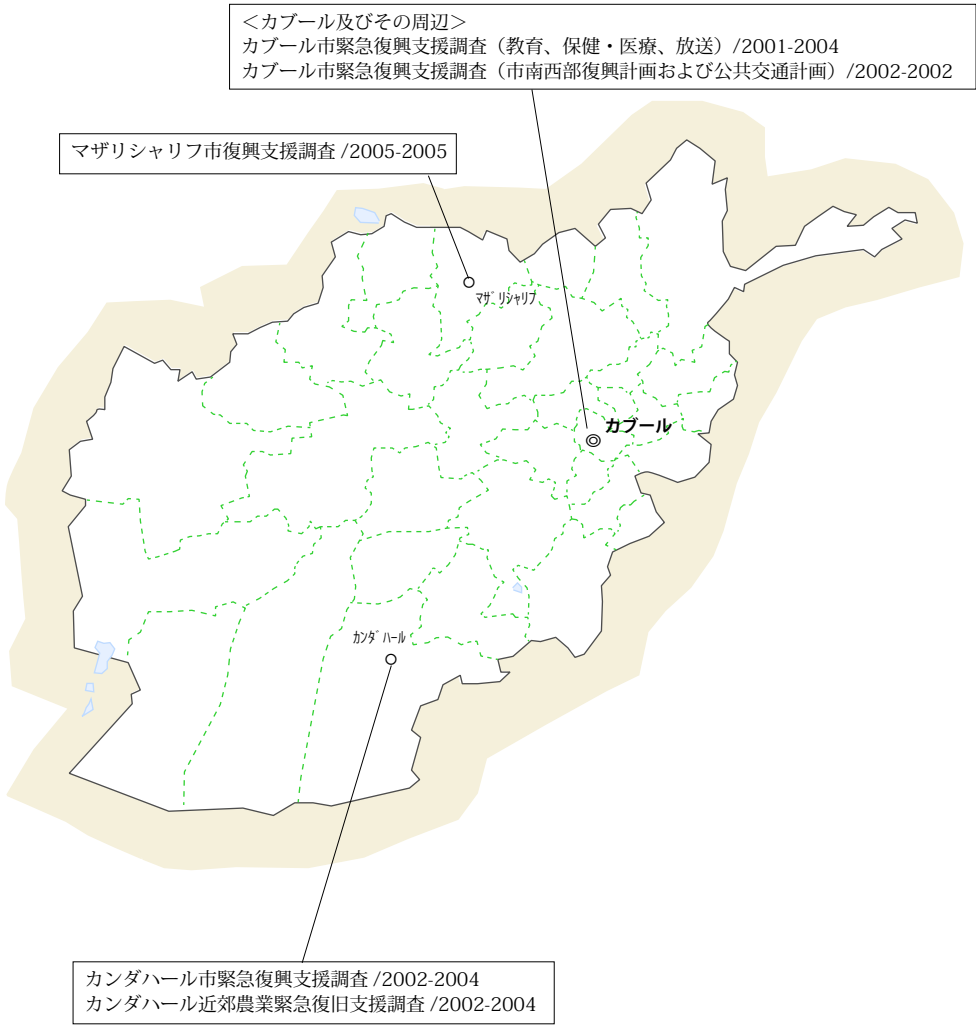 ＜カブール及びその周辺＞
カブール市緊急復興支援調査（教育、保健・医療、放送）/2001-2004
カブール市緊急復興支援調査（市南西部復興計画および公共交通計画）/2002-2002
マザリシャリフ市復興支援調査 /2005-2005
ﾏｻﾞﾘｼｬﾘﾌ
カブール
ｶﾝﾀﾞﾊｰﾙ
カンダハール市緊急復興支援調査 /2002-2004
カンダハール近郊農業緊急復旧支援調査 /2002-2004